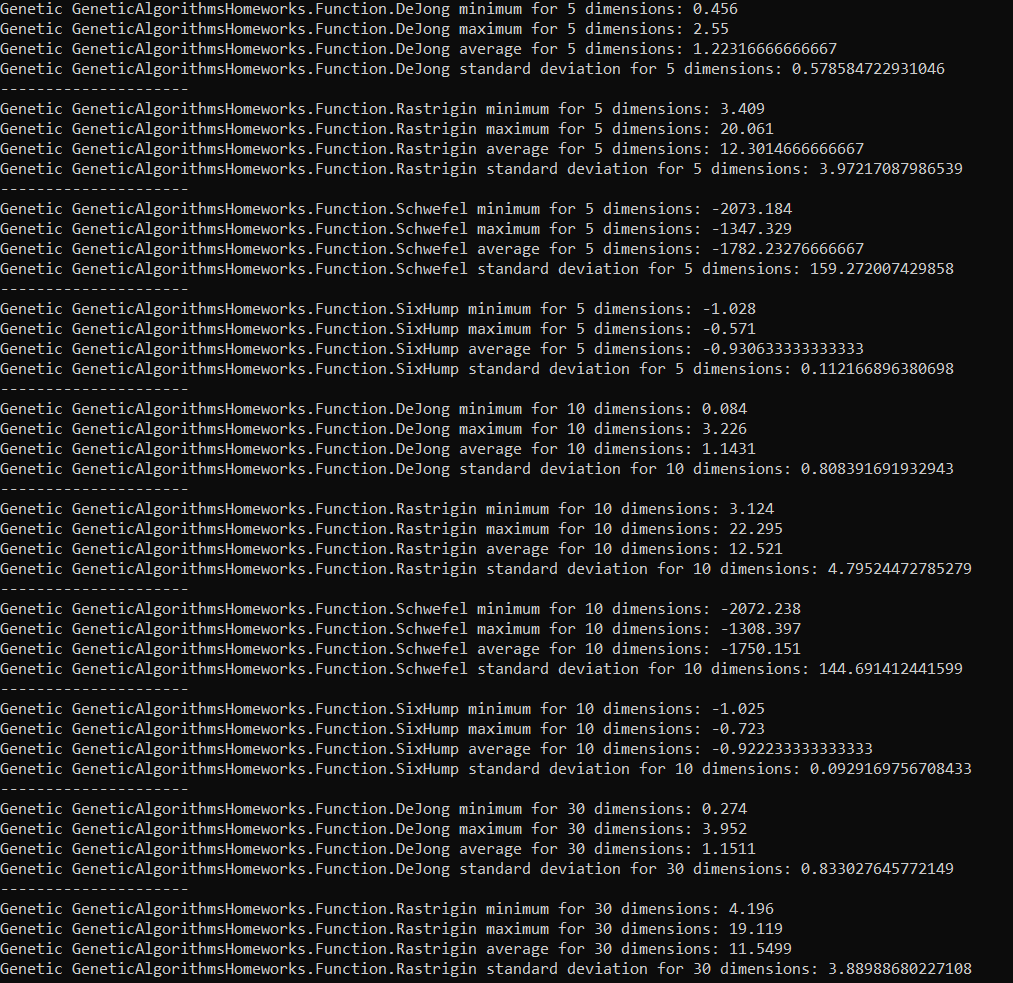 Genetic GeneticAlgorithmsHomeworks.Function.DeJong minimum for 5 dimensions: 0.456
Genetic GeneticAlgorithmsHomeworks.Function.DeJong maximum for 5 dimensions: 2.55
Genetic GeneticAlgorithmsHomeworks.Function.DeJong average for 5 dimensions: 1.22316666666667
Genetic GeneticAlgorithmsHomeworks.Function.DeJong standard deviation for 5 dimensions: 0.578584722931046
---------------------
Genetic GeneticAlgorithmsHomeworks.Function.Rastrigin minimum for 5 dimensions: 3.409
Genetic GeneticAlgorithmsHomeworks.Function.Rastrigin maximum for 5 dimensions: 20.061
Genetic GeneticAlgorithmsHomeworks.Function.Rastrigin average for 5 dimensions: 12.3014666666667
Genetic GeneticAlgorithmsHomeworks.Function.Rastrigin standard deviation for 5 dimensions: 3.97217087986539
---------------------
Genetic GeneticAlgorithmsHomeworks.Function.Schwefel minimum for 5 dimensions: -2073.184
Genetic GeneticAlgorithmsHomeworks.Function.Schwefel maximum for 5 dimensions: -1347.329
Genetic GeneticAlgorithmsHomeworks.Function.Schwefel average for 5 dimensions: -1782.23276666667
Genetic GeneticAlgorithmsHomeworks.Function.Schwefel standard deviation for 5 dimensions: 159.272007429858
---------------------
Genetic GeneticAlgorithmsHomeworks.Function.SixHump minimum for 5 dimensions: -1.028
Genetic GeneticAlgorithmsHomeworks.Function.SixHump maximum for 5 dimensions: -0.571
Genetic GeneticAlgorithmsHomeworks.Function.SixHump average for 5 dimensions: -0.930633333333333
Genetic GeneticAlgorithmsHomeworks.Function.SixHump standard deviation for 5 dimensions: 0.112166896380698
---------------------
Genetic GeneticAlgorithmsHomeworks.Function.DeJong minimum for 10 dimensions: 0.084
Genetic GeneticAlgorithmsHomeworks.Function.DeJong maximum for 10 dimensions: 3.226
Genetic GeneticAlgorithmsHomeworks.Function.DeJong average for 10 dimensions: 1.1431
Genetic GeneticAlgorithmsHomeworks.Function.DeJong standard deviation for 10 dimensions: 0.808391691932943
---------------------
Genetic GeneticAlgorithmsHomeworks.Function.Rastrigin minimum for 10 dimensions: 3.124
Genetic GeneticAlgorithmsHomeworks.Function.Rastrigin maximum for 10 dimensions: 22.295
Genetic GeneticAlgorithmsHomeworks.Function.Rastrigin average for 10 dimensions: 12.521
Genetic GeneticAlgorithmsHomeworks.Function.Rastrigin standard deviation for 10 dimensions: 4.79524472785279
---------------------
Genetic GeneticAlgorithmsHomeworks.Function.Schwefel minimum for 10 dimensions: -2072.238
Genetic GeneticAlgorithmsHomeworks.Function.Schwefel maximum for 10 dimensions: -1308.397
Genetic GeneticAlgorithmsHomeworks.Function.Schwefel average for 10 dimensions: -1750.151
Genetic GeneticAlgorithmsHomeworks.Function.Schwefel standard deviation for 10 dimensions: 144.691412441599
---------------------
Genetic GeneticAlgorithmsHomeworks.Function.SixHump minimum for 10 dimensions: -1.025
Genetic GeneticAlgorithmsHomeworks.Function.SixHump maximum for 10 dimensions: -0.723
Genetic GeneticAlgorithmsHomeworks.Function.SixHump average for 10 dimensions: -0.922233333333333
Genetic GeneticAlgorithmsHomeworks.Function.SixHump standard deviation for 10 dimensions: 0.0929169756708433
---------------------
Genetic GeneticAlgorithmsHomeworks.Function.DeJong minimum for 30 dimensions: 0.274
Genetic GeneticAlgorithmsHomeworks.Function.DeJong maximum for 30 dimensions: 3.952
Genetic GeneticAlgorithmsHomeworks.Function.DeJong average for 30 dimensions: 1.1511
Genetic GeneticAlgorithmsHomeworks.Function.DeJong standard deviation for 30 dimensions: 0.833027645772149
---------------------
Genetic GeneticAlgorithmsHomeworks.Function.Rastrigin minimum for 30 dimensions: 4.196
Genetic GeneticAlgorithmsHomeworks.Function.Rastrigin maximum for 30 dimensions: 19.119
Genetic GeneticAlgorithmsHomeworks.Function.Rastrigin average for 30 dimensions: 11.5499
Genetic GeneticAlgorithmsHomeworks.Function.Rastrigin standard deviation for 30 dimensions: 3.88988680227108